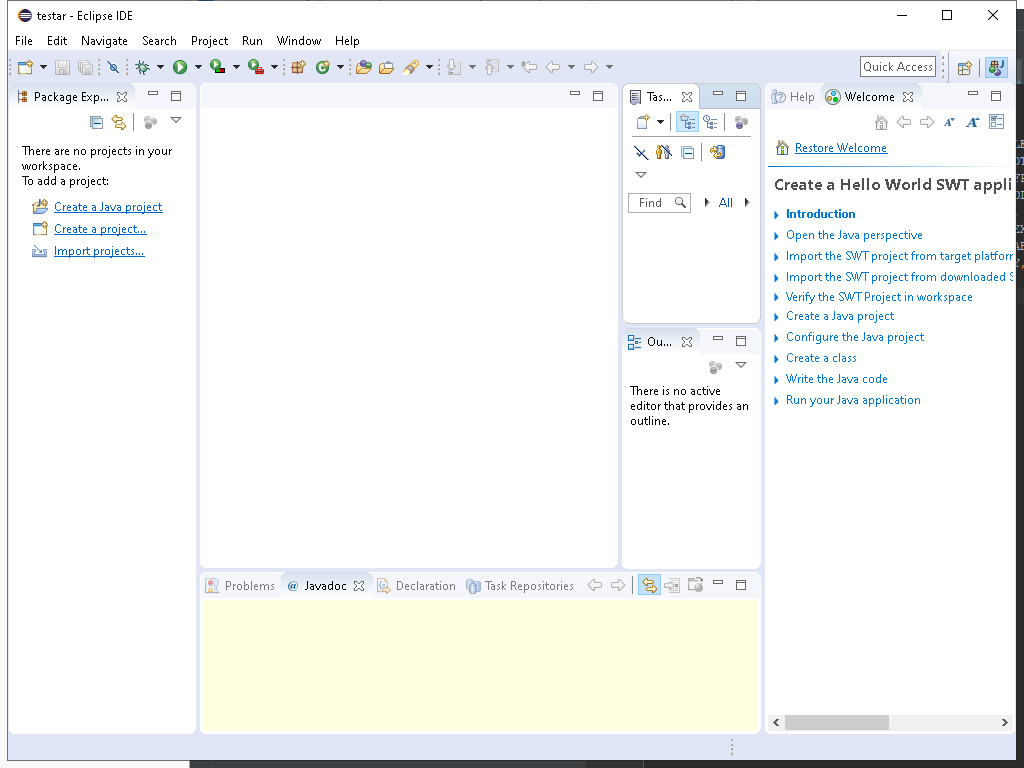 testar - Eclipse IDE
File Edit Navigate Search Project Run Window Help
Quick Access
Package Exp...
There are no projects in your
workspace.
To add a project:
Create a Java project
Create a project...
Import projects...
Tas...
Find
All
Ou...
There is no active
editor that provides an
outline.
Help Welcome
Restore Welcome
Create a Hello World SWT appli
Introduction
Open the Java perspective
Import the SWT project from target platform
Import the SWT project from downloaded S
Verify the SWT Project in workspace
Create a Java project
Configure the Java project
Create a class
Write the Java code
Run your Java application
Problems @ Javadoc Declaration Task Repositories